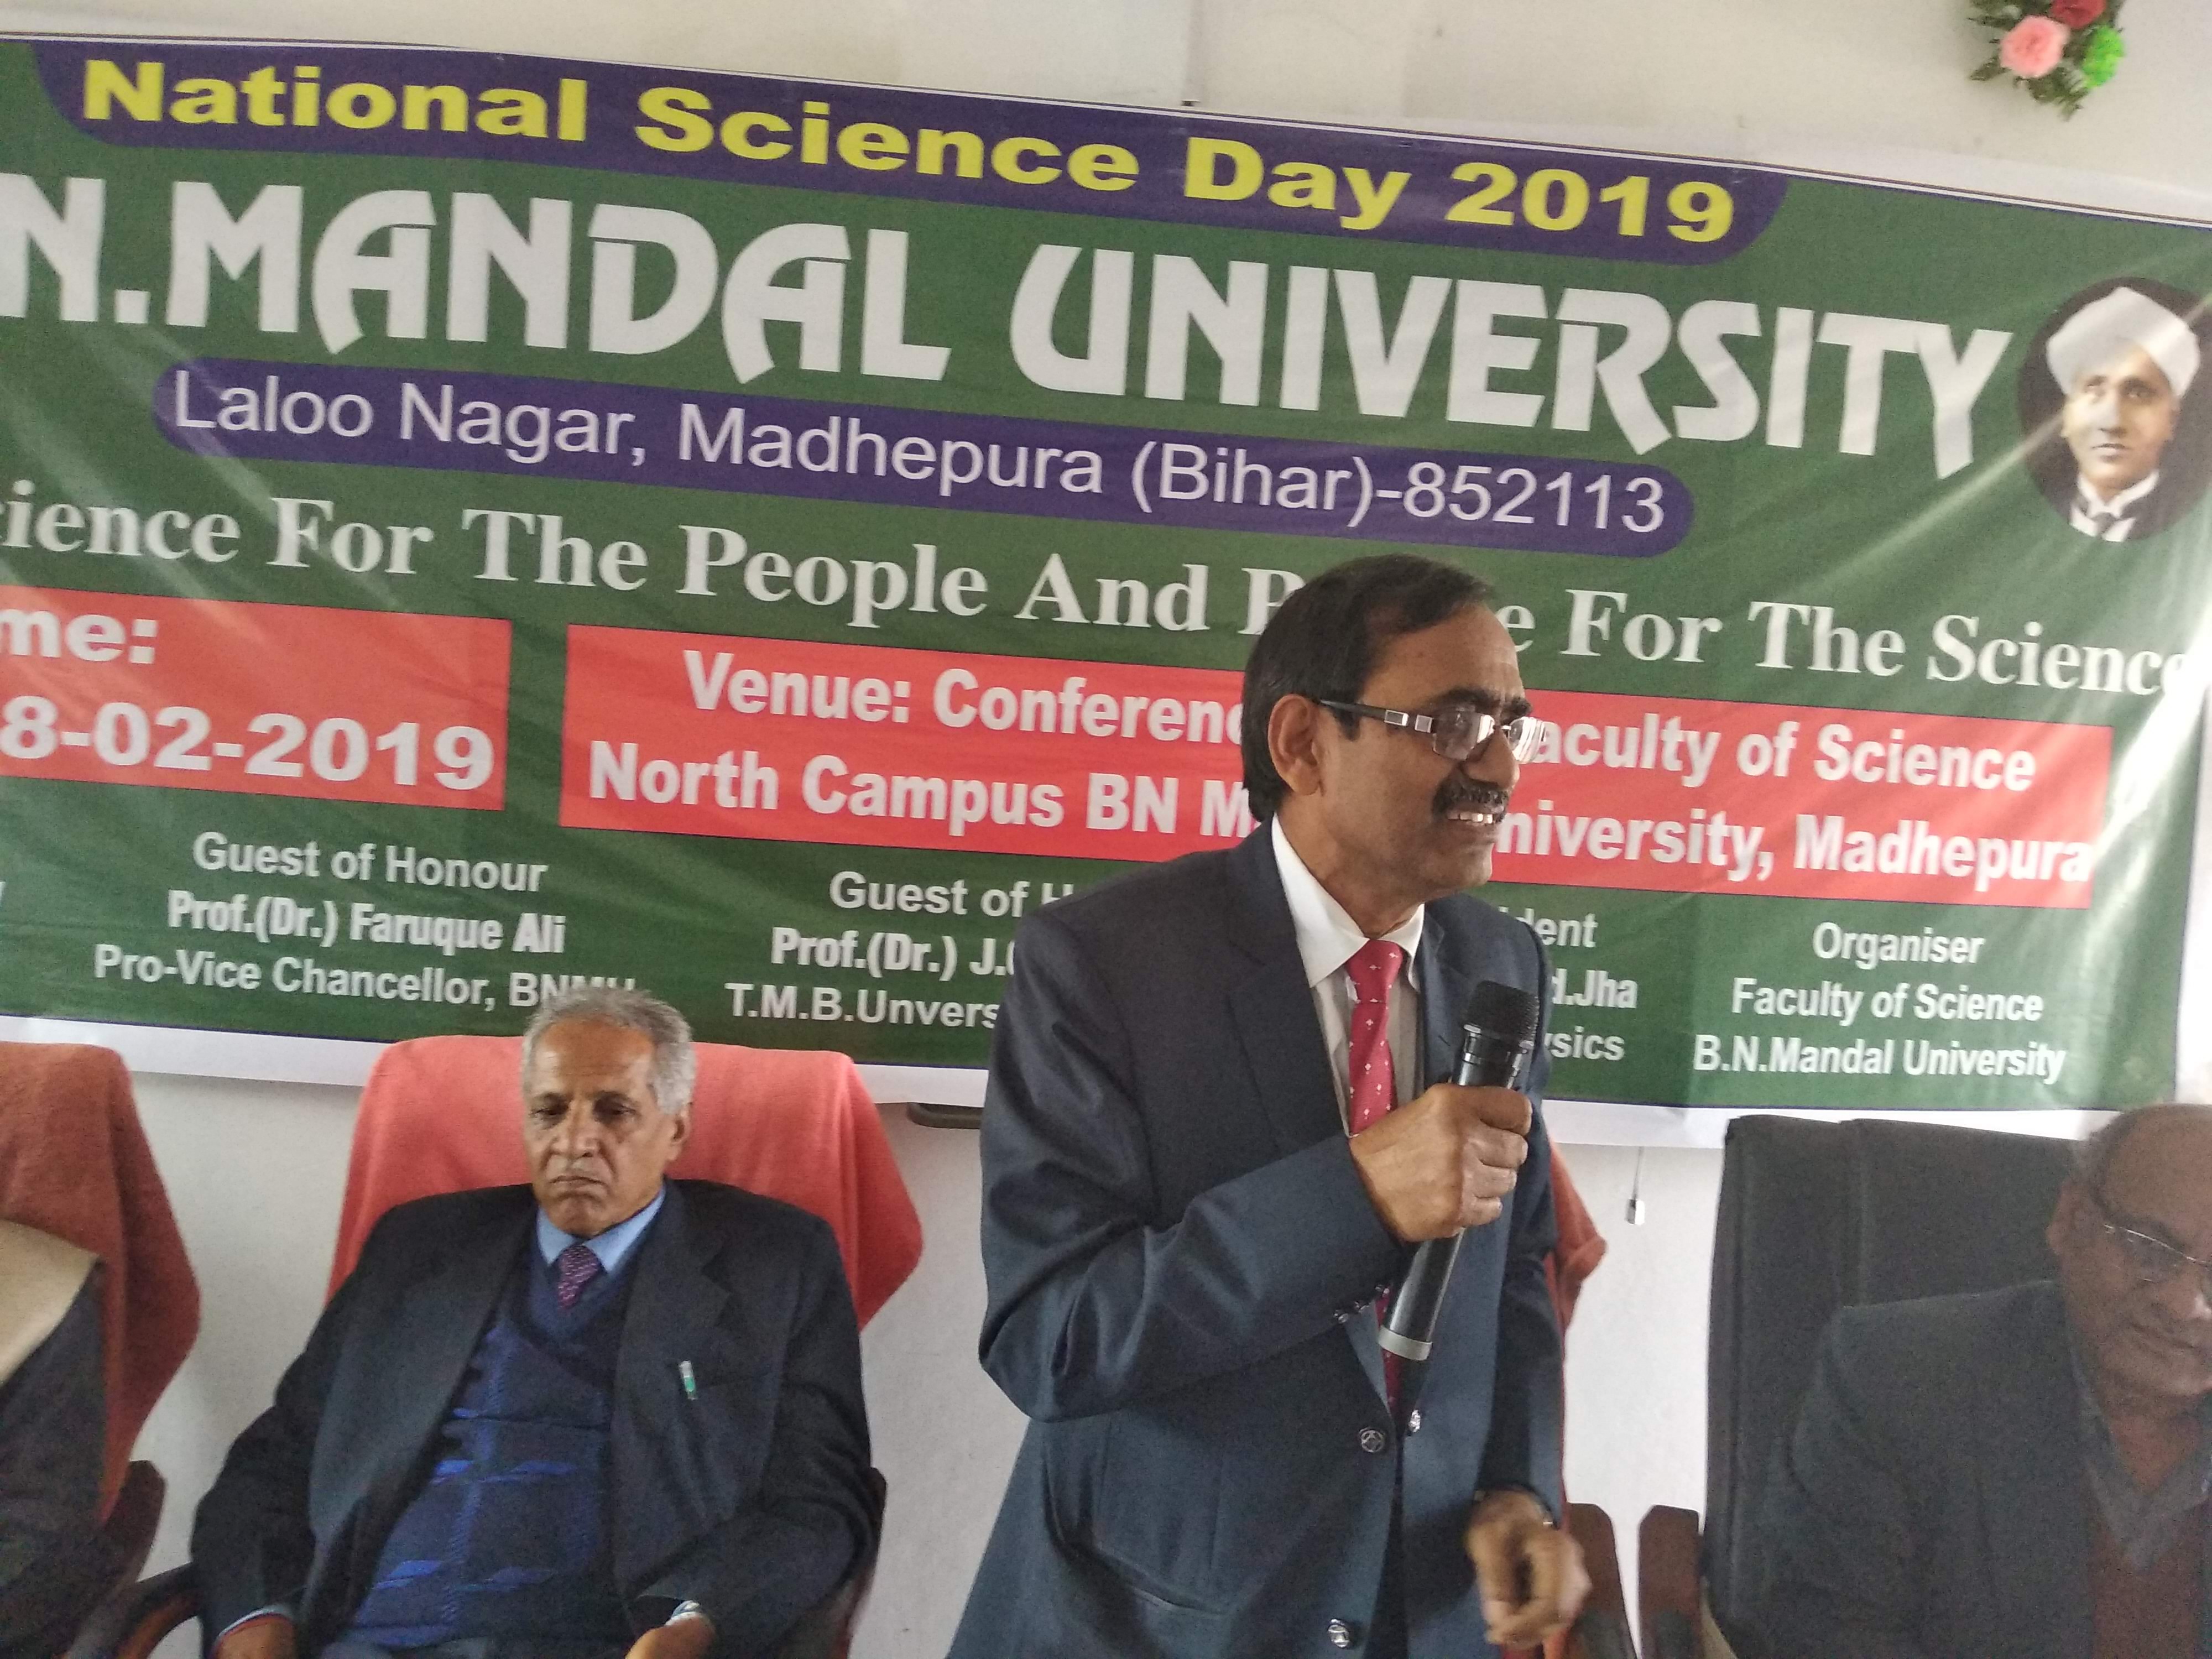 National Science Day 2019
N.MANDAL UNIVERSITY
Laloo Nagar, Madhepura (Bihar)-852113
cience For The People And For The Science
me:
8-02-2019
Venue: Conferenc aculty of Science
North Campus BN M niversity, Madhepura
Guest of Honour
Prof.(Dr.) Faruque Ali
Pro-Vice Chancellor, BNMU
Guest of H
Prof.(Dr.) J.
T.M.B.Unvers
ident
d.Jha
ysics
Organiser
Faculty of Science
B.N.Mandal University